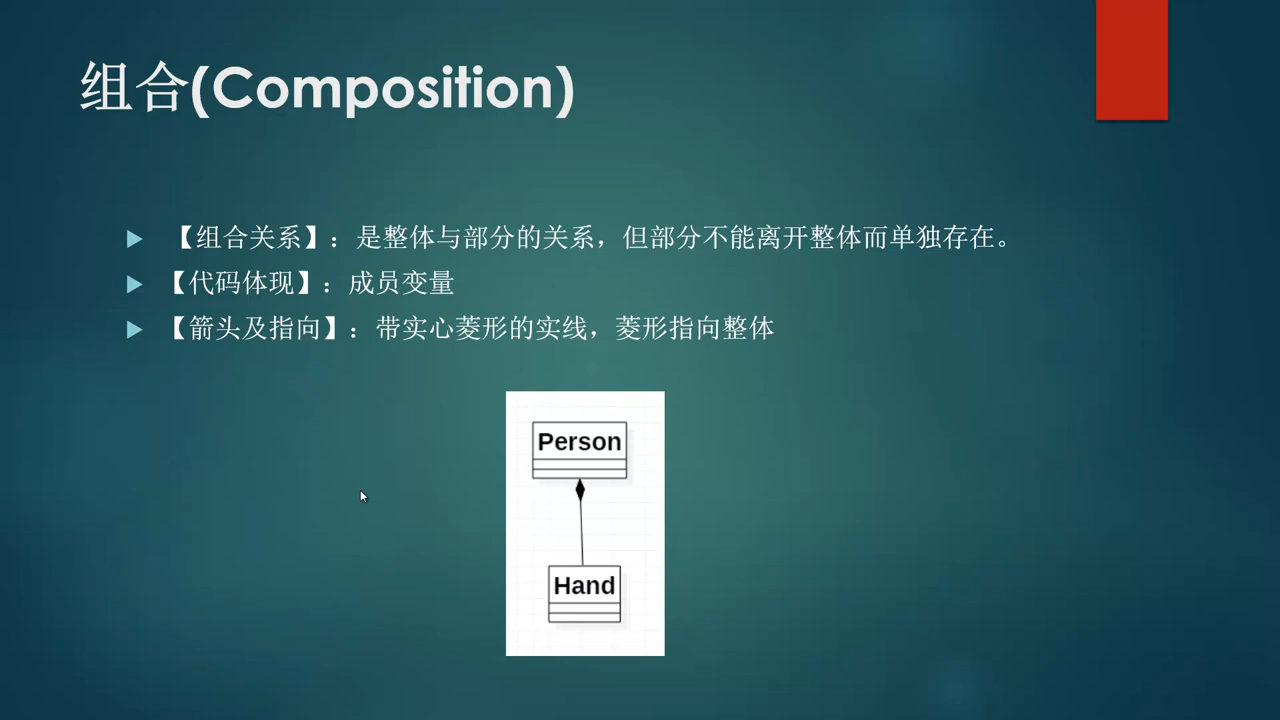 组合(Composition)
【组合关系】：是整体与部分的关系，但部分不能离开整体而单独存在。
【代码体现】：成员变量
【箭头及指向】：带实心菱形的实线，菱形指向整体
Person
Hand